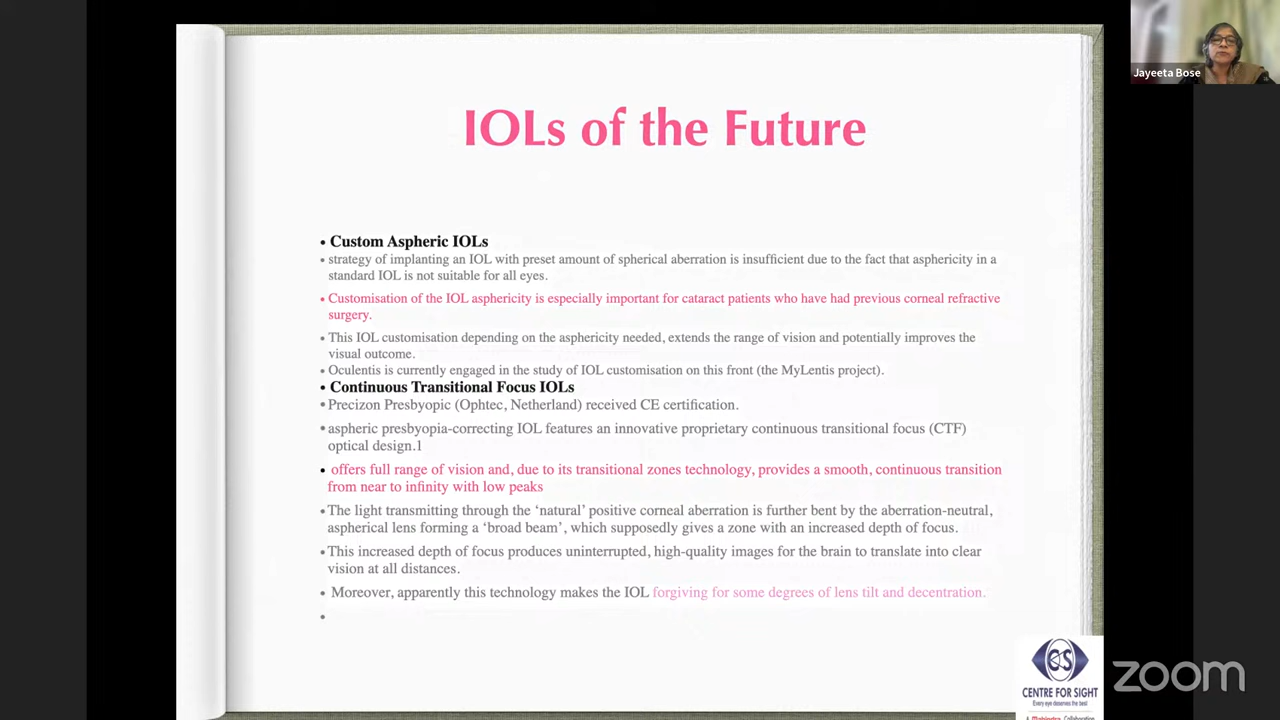 Jayeeta Bose
IOLs of the Future
• Custom Aspheric IOLs
• strategy of implanting an IOL with preset amount of spherical aberration is insufficient due to the fact that asphericity in a
standard IOL is not suitable for all eyes.
• Customisation of the IOL asphericity is especially important for cataract patients who have had previous corneal refractive
surgery.
• This IOL customisation depending on the asphericity needed, extends the range of vision and potentially improves the
visual outcome.
• Oculentis is currently engaged in the study of IOL customisation on this front (the MyLentis project).
• Continuous Transitional Focus IOLs
• Precizon Presbyopic (Ophtec, Netherland) received CE certification.
• aspheric presbyopia-correcting IOL features an innovative proprietary continuous transitional focus (CTF)
optical design.1
• offers full range of vision and, due to its transitional zones technology, provides a smooth, continuous transition
from near to infinity with low peaks
• The light transmitting through the ‘natural’ positive corneal aberration is further bent by the aberration-neutral,
aspherical lens forming a ‘broad beam’, which supposedly gives a zone with an increased depth of focus.
• This increased depth of focus produces uninterrupted, high-quality images for the brain to translate into clear
vision at all distances.
• Moreover, apparently this technology makes the IOL forgiving for some degrees of lens tilt and decentration.
•
CENTRE FOR SIGHT
Every eye deserves the best
A Mahindra Collaboration
zoom